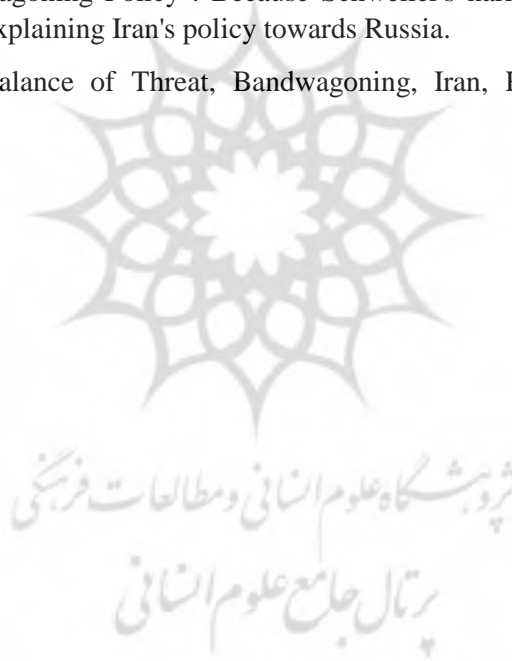 agoning Policy". Because Schweller's narr
xplaining Iran's policy towards Russia.
alance of Threat, Bandwagoning, Iran,
پژوهشگاه علوم انسانی و مطالعات فرهنگی
پرتال جامع علوم انسانی